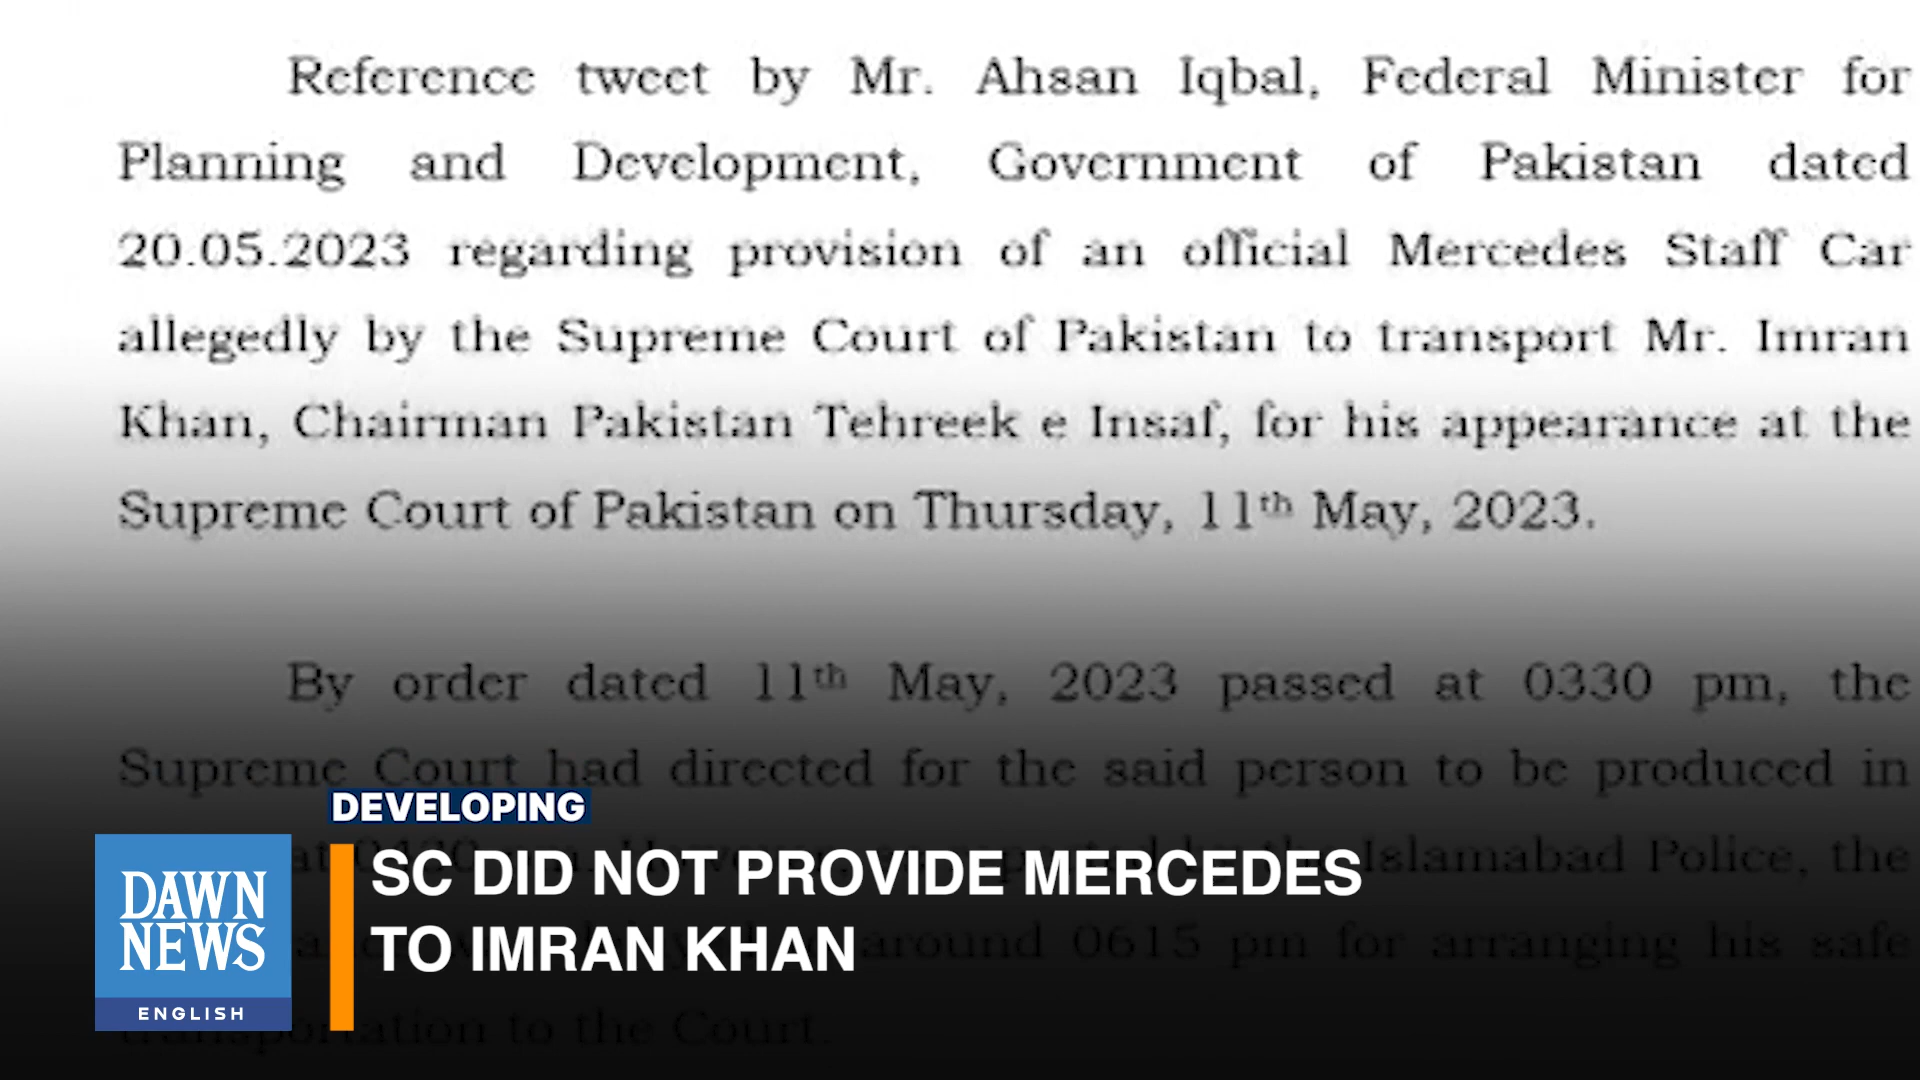 Reference tweet by Mr. Ahsan Iqbal, Federal Minister for
Planning and Development, Government of Pakistan dated
20.05.2023 regarding provision of an official Mercedes Staff Car
allegedly by the Supreme Court of Pakistan to transport Mr. Imran
Khan, Chairman Pakistan Tehreek e Insaf, for his appearance at the
Supreme Court of Pakistan on Thursday, 11th May, 2023.
By order dated 11th May, 2023 passed at 0330 pm, the
Supreme Court had directed for the said person to be produced in
at Islamabad Police, the
around 0615 pm for arranging his safe
transportation to the Court.
DEVELOPING
SC DID NOT PROVIDE MERCEDES
TO IMRAN KHAN
DAWN
NEWS
ENGLISH